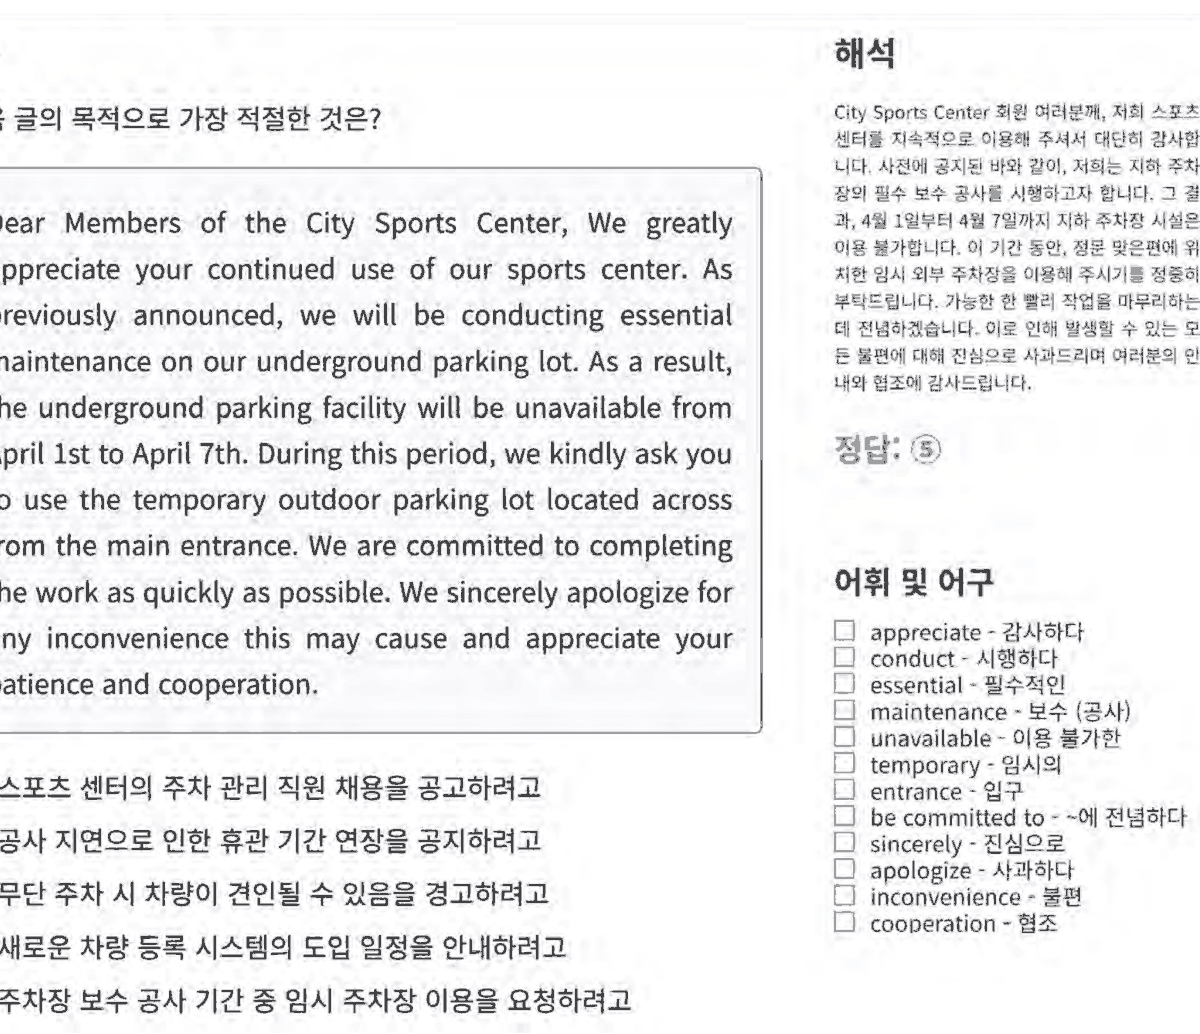 글의 목적으로 가장 적절한 것은?
ear Members of the City Sports Center, We greatly
ppreciate your continued use of our sports center. As
reviously announced, we will be conducting essential
aintenance on our underground parking lot. As a result,
he underground parking facility will be unavailable from
pril 1st to April 7th. During this period, we kindly ask you
o use the temporary outdoor parking lot located across
rom the main entrance. We are committed to completing
he work as quickly as possible. We sincerely apologize for
ny inconvenience this may cause and appreciate your
atience and cooperation.
스포츠 센터의 주차 관리 직원 채용을 공고하려고
공사 지연으로 인한 휴관 기간 연장을 공지하려고
무단 주차 시 차량이 견인될 수 있음을 경고하려고
새로운 차량 등록 시스템의 도입 일정을 안내하려고
주차장 보수 공사 기간 중 임시 주차장 이용을 요청하려고
해석
City Sports Center 회원 여러분께, 저희 스포츠
센터를 지속적으로 이용해 주셔서 대단히 감사합
니다. 사전에 공지된 바와 같이, 저희는 지하 주차
장의 필수 보수 공사를 시행하고자 합니다. 그 결
과, 4월 1일부터 4월 7일까지 지하 주차장 시설은
이용 불가합니다. 이 기간 동안, 정문 맞은편에 위
치한 임시 외부 주차장을 이용해 주시기를 정중히
부탁드립니다. 가능한 한 빨리 작업을 마무리하는
데 전념하겠습니다. 이로 인해 발생할 수 있는 모
든 불편에 대해 진심으로 사과드리며 여러분의 인
내와 협조에 감사드립니다.
정답: ⑤
어휘 및 어구
□ appreciate - 감사하다
□ conduct - 시행하다
□ essential - 필수적인
□ maintenance - 보수 (공사)
□ unavailable - 이용 불가한
□ temporary - 임시의
□ entrance - 입구
□ be committed to - ~에 전념하다
□ sincerely - 진심으로
□ apologize - 사과하다
□ inconvenience - 불편
□ cooperation - 협조